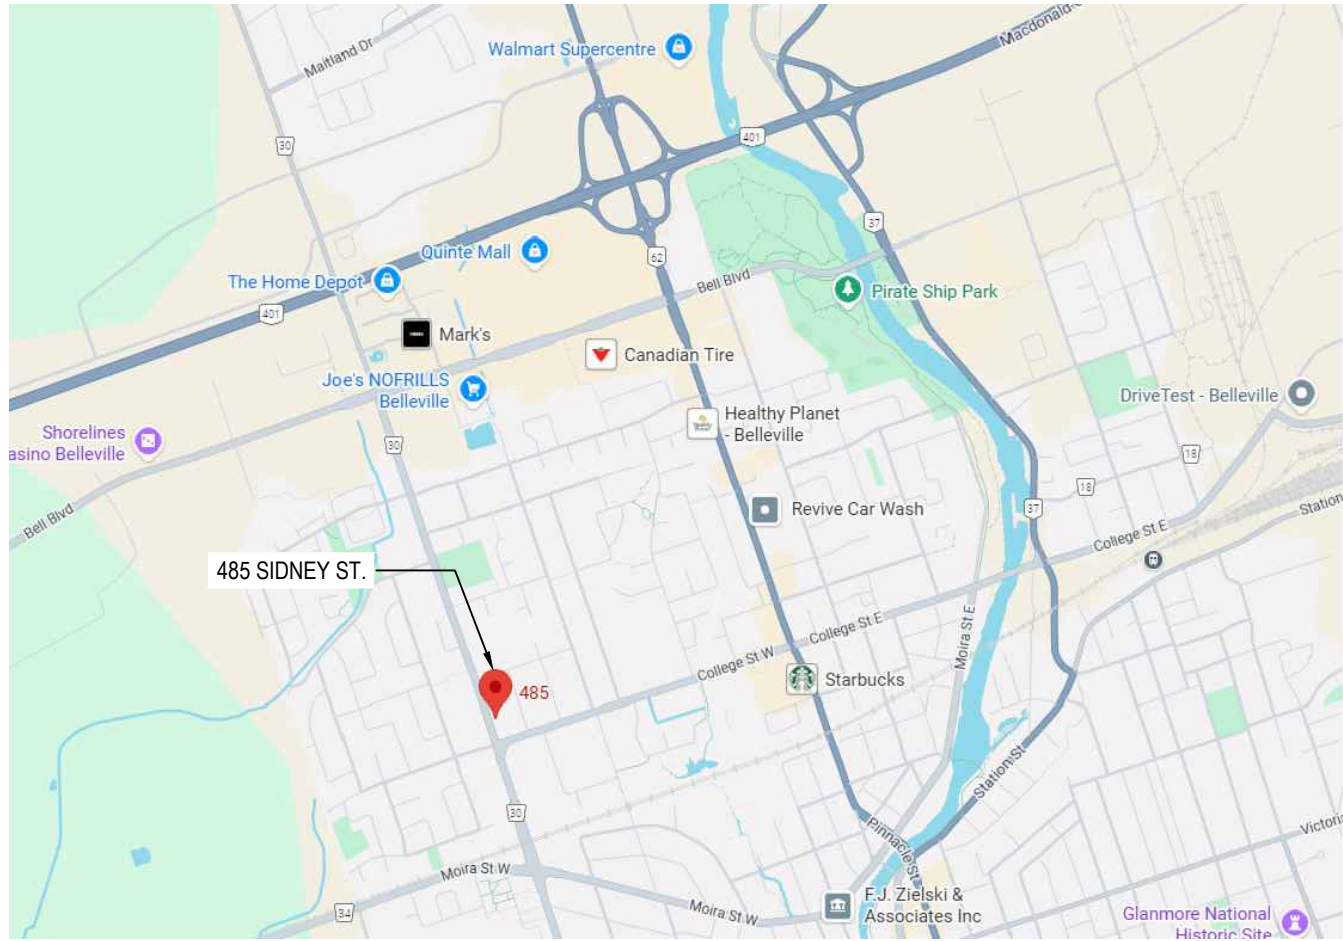 Maitland Dr
Walmart Supercentre
30
401
37
Quinte Mall
62
The Home Depot
Bell Blvd
Pirate Ship Park
401
Mark's
Canadian Tire
Joe's NOFRILLS
Belleville
DriveTest - Belleville
Healthy Planet
- Belleville
Shorelines
asino Belleville
30
18
18
Bell Blvd
Revive Car Wash
37
Station
College St E
485 SIDNEY ST.
College St E
Moira St E
College St W
Starbucks
485
Station St
30
Pinnacle St
Victoria
Moira St W
F.J. Zielski &
Associates Inc
34
Moira St W
Glanmore National
Historic Site